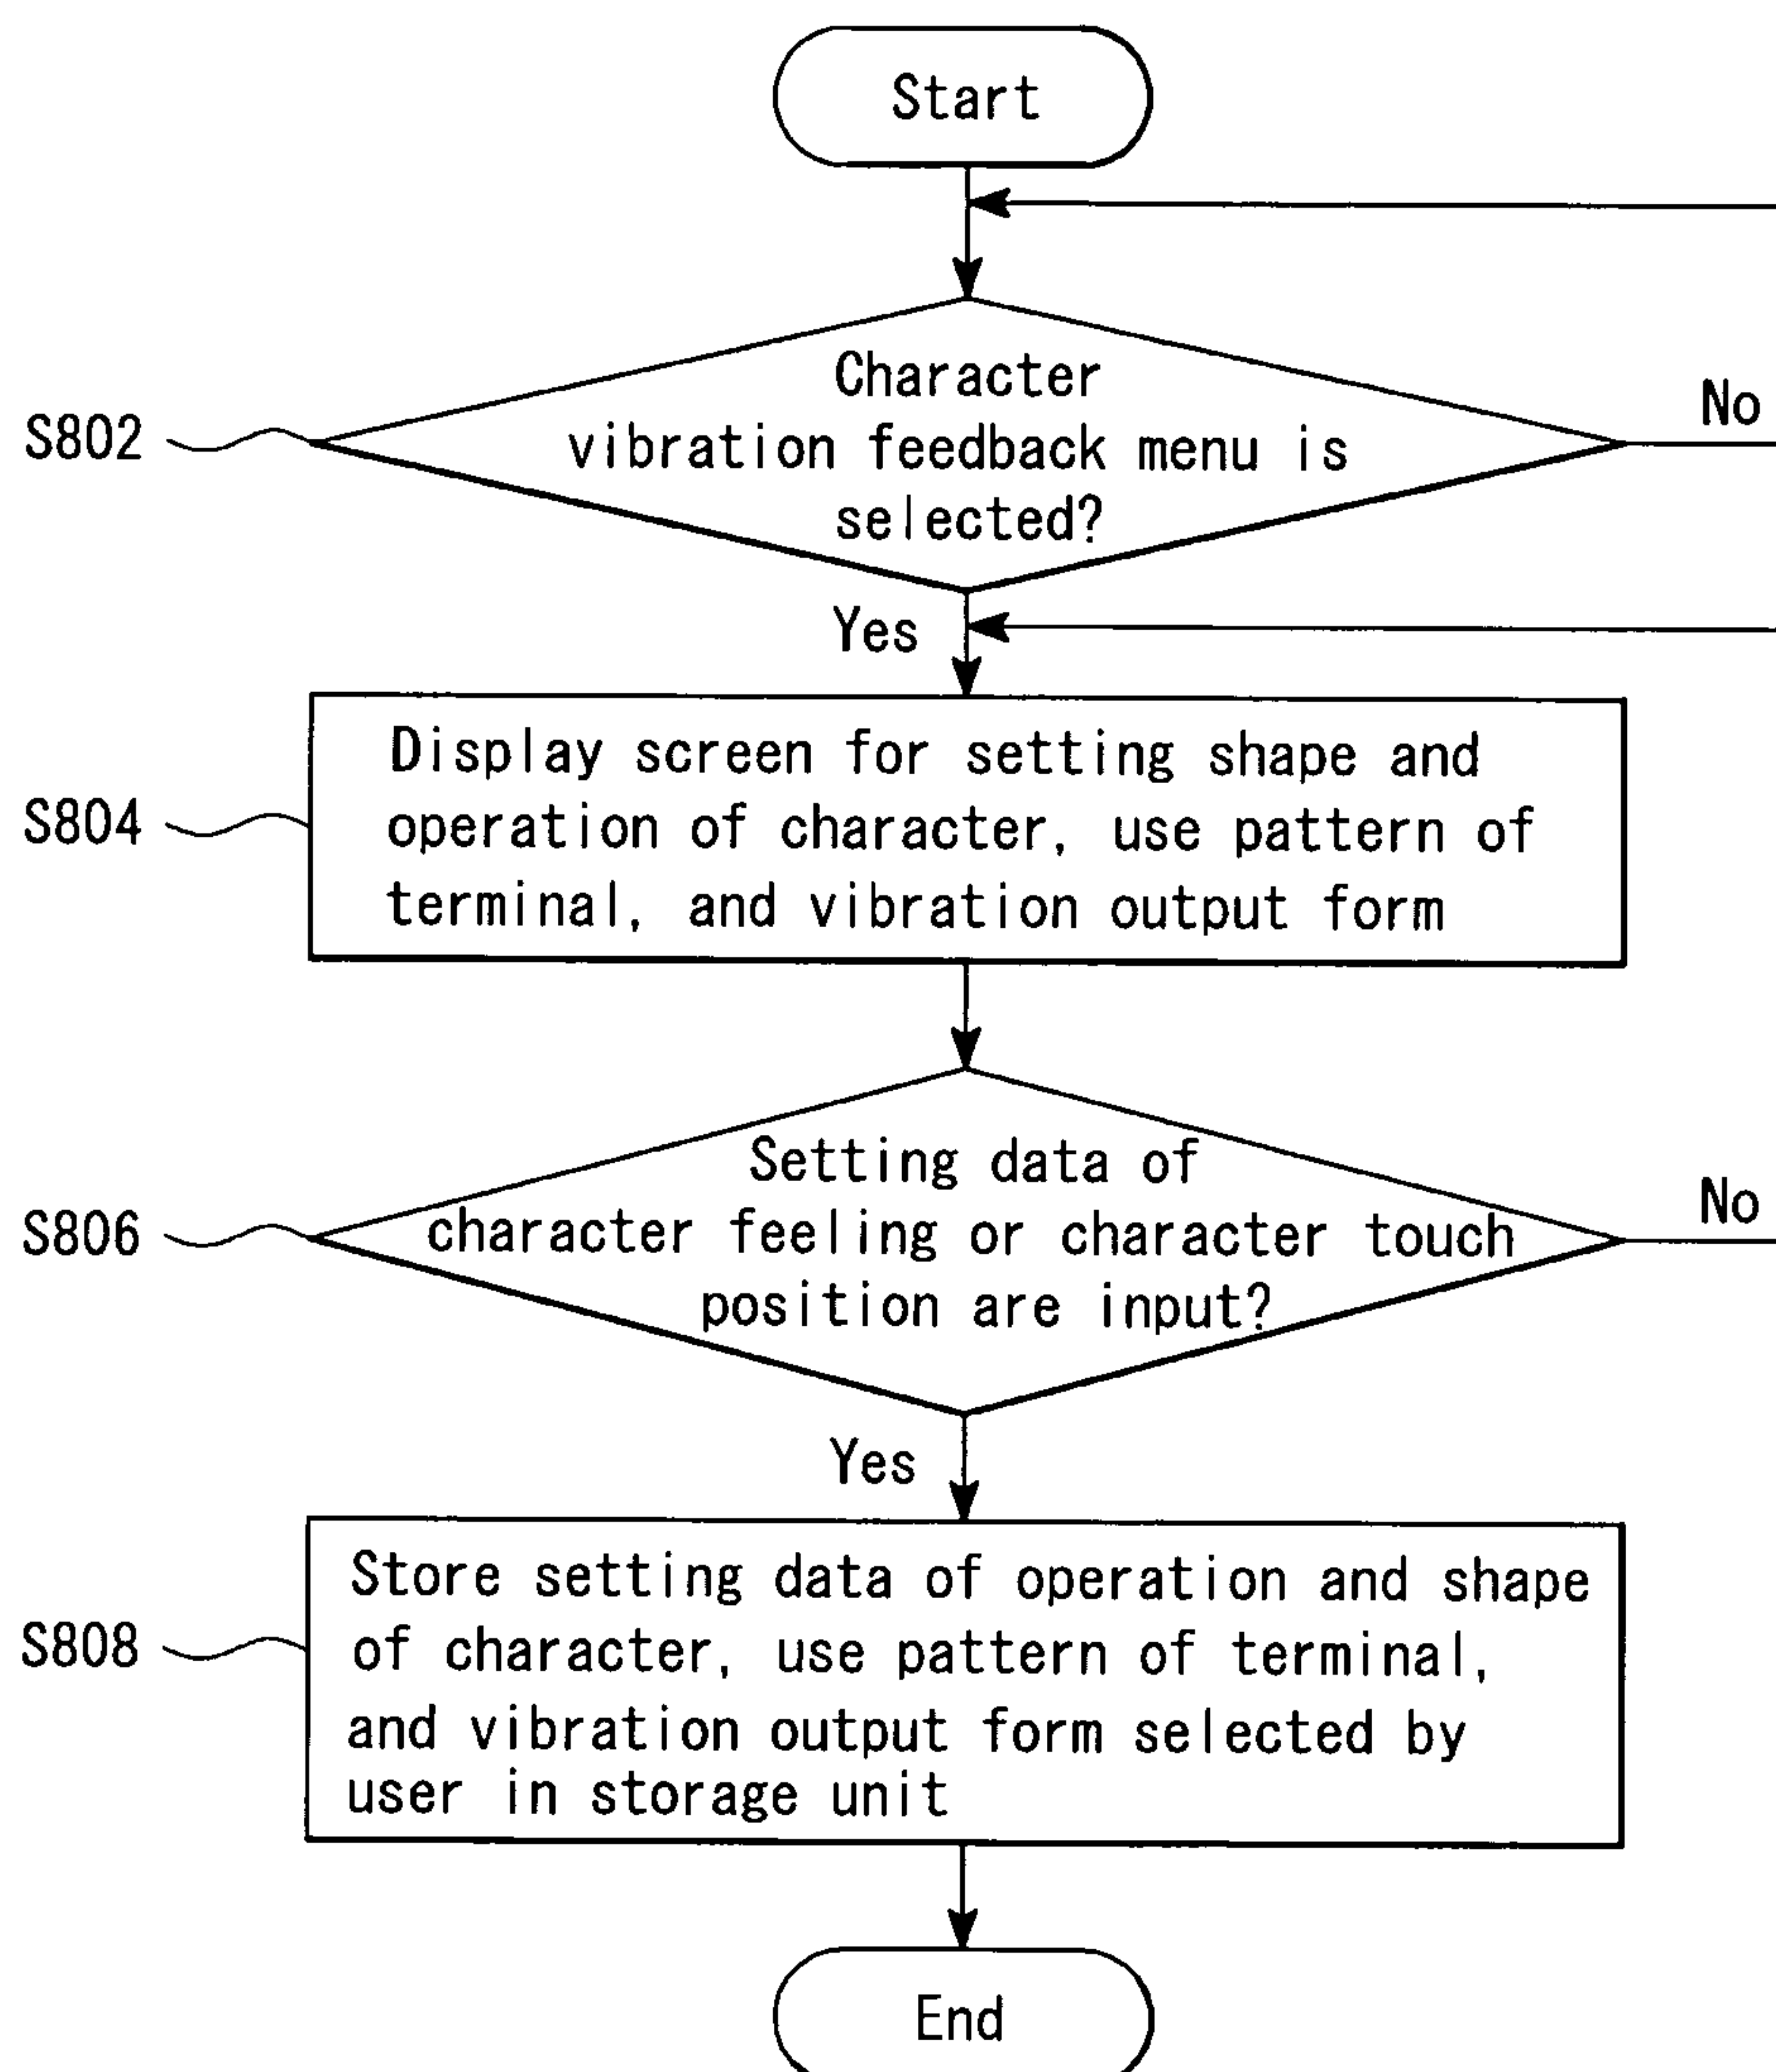 Start
S802
Character
vibration feedback menu is
selected?
No
Yes
S804
Display screen for setting shape and
operation of character, use pattern of
terminal, and vibration output form
S806
Setting data of
character feeling or character touch
position are input?
No
Yes
S808
Store setting data of operation and shape
of character, use pattern of terminal,
and vibration output form selected by
user in storage unit
End